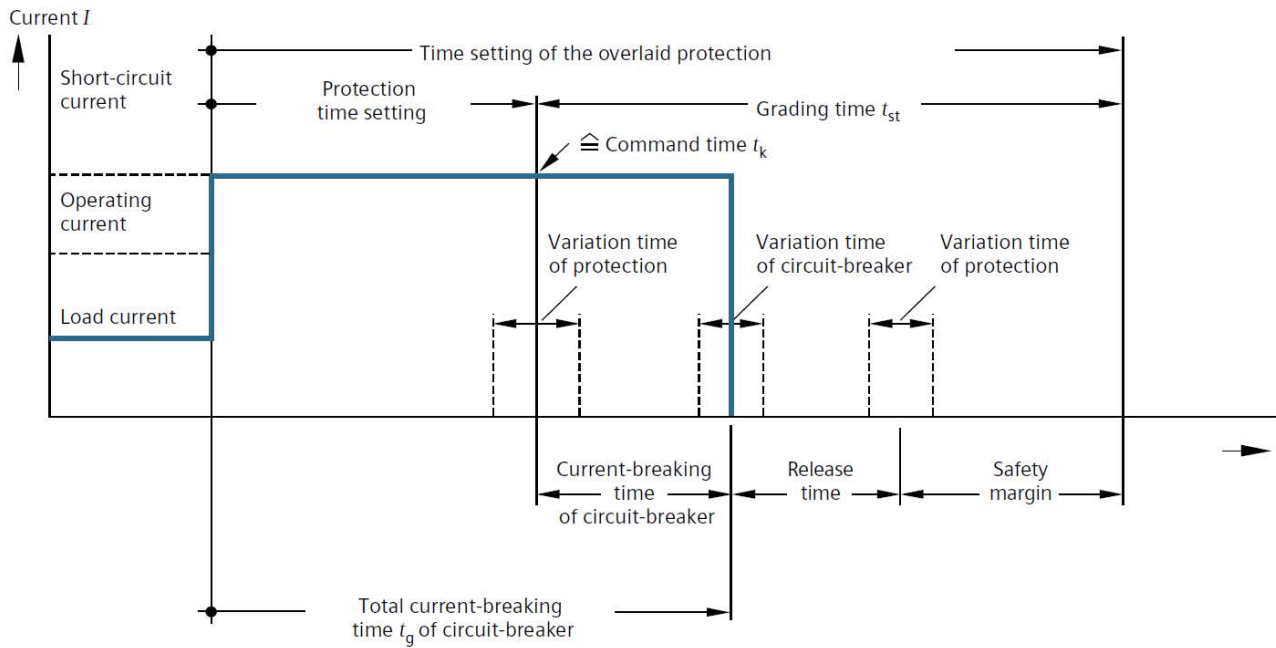 Current I
Time setting of the overlaid protection
Short-circuit
current
Protection
time setting
Grading time tst
≙ Command time tk
Operating
current
Variation time
of protection
Variation time
of circuit-breaker
Variation time
of protection
Load current
Current-breaking
time
of circuit-breaker
Release
time
Safety
margin
Total current-breaking
time tg of circuit-breaker